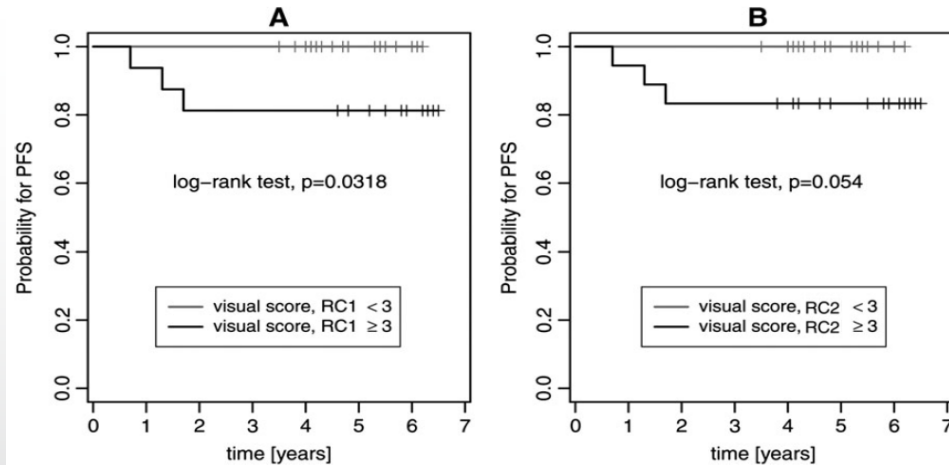 A
Probability for PFS
1.0
0.8
0.6
0.4
0.2
0.0
log−rank test, p=0.0318
visual score, RC1 < 3
visual score, RC1 ≥ 3
0 1 2 3 4 5 6 7
time [years]
B
Probability for PFS
1.0
0.8
0.6
0.4
0.2
0.0
log−rank test, p=0.054
visual score, RC2 < 3
visual score, RC2 ≥ 3
0 1 2 3 4 5 6 7
time [years]